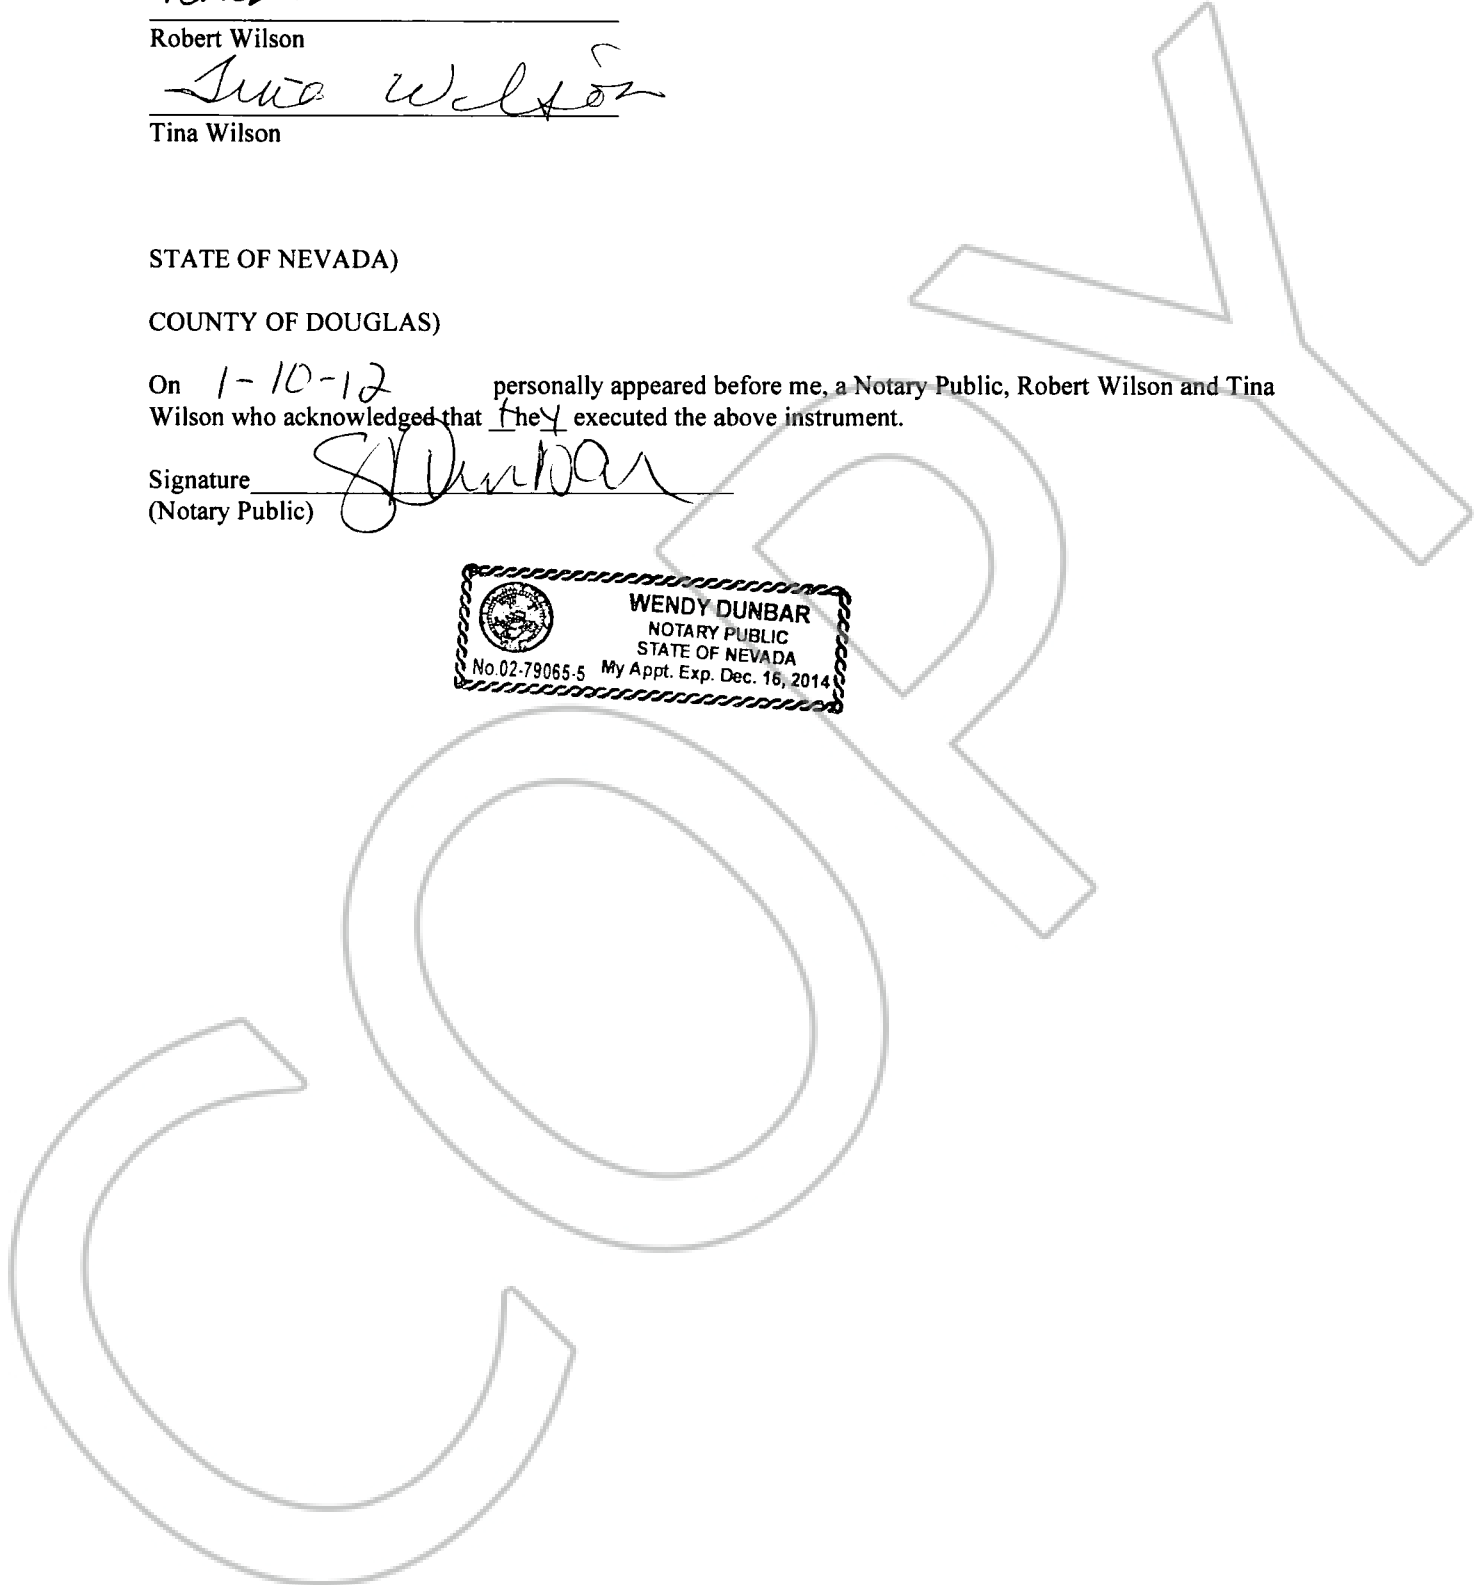 Robert Wilson
Tina Wilson
Tina Wilson
STATE OF NEVADA)
COUNTY OF DOUGLAS)
On 1-10-12 personally appeared before me, a Notary Public, Robert Wilson and Tina
Wilson who acknowledged that they executed the above instrument.
Signature Dunbar
(Notary Public)
WENDY DUNBAR
NOTARY PUBLIC
STATE OF NEVADA
No.02-79065-5 My Appt. Exp. Dec. 16, 2014
COPY